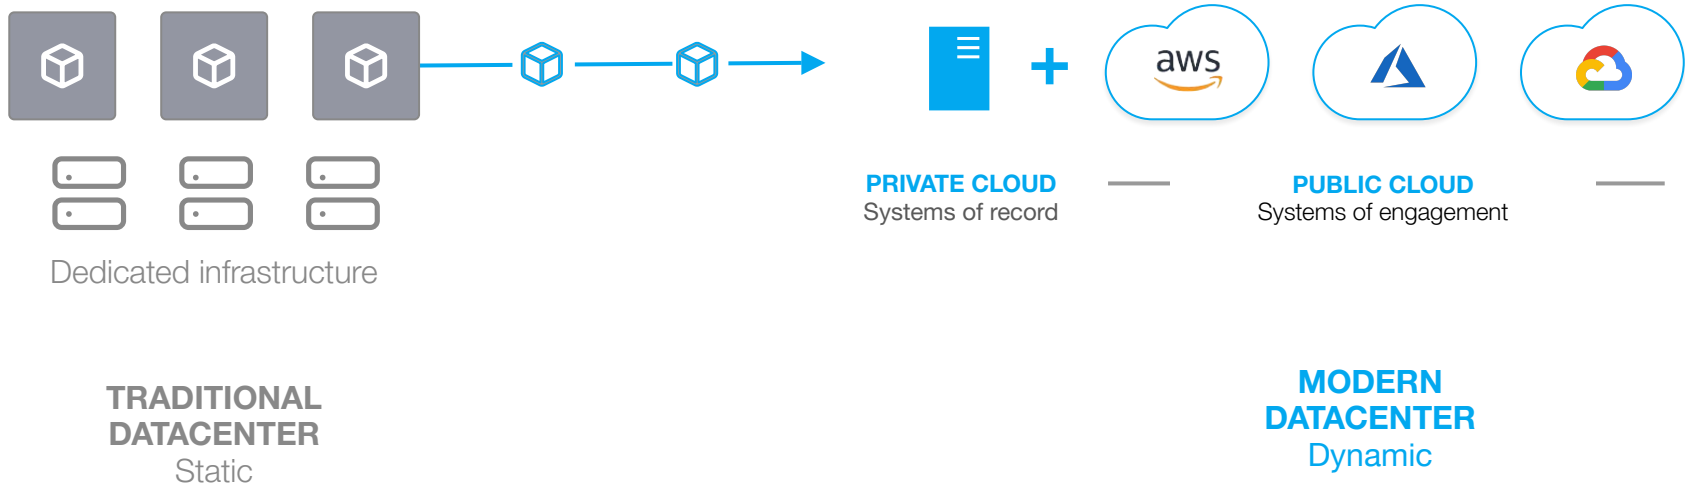 aws
PRIVATE CLOUD
Systems of record
PUBLIC CLOUD
Systems of engagement
Dedicated infrastructure
TRADITIONAL
DATACENTER
Static
MODERN
DATACENTER
Dynamic